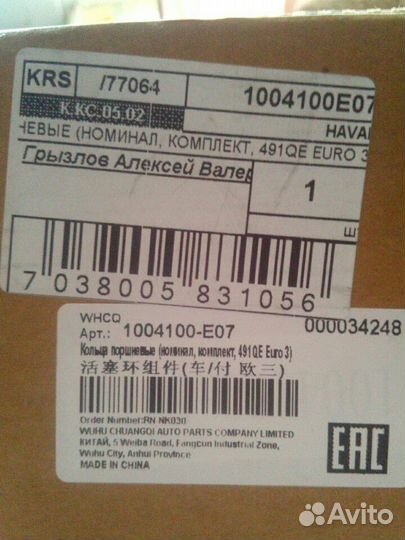 KRS
/77064
1004100E07
К КС 05 02
HAVAL
НЕВЫЕ (НОМИНАЛ, КОМПЛЕКТ, 491QE EURO 3
Грызлов Алексей Валер
1
шт
7 038005 831056
WHCQ
Арт.: 1004100-E07
000034248
Кольца поршневые (номинал, комплект, 491QE Euro 3)
活塞环组件(车/付 欧三)
Order Number:RN NK030
WUHU CHUANGQI AUTO PARTS COMPANY LIMITED
КИТАЙ, 5 Weiba Road, Fangcun Industrial Zone,
Wuhu City, Anhui Province
MADE IN CHINA
EAC
Avito